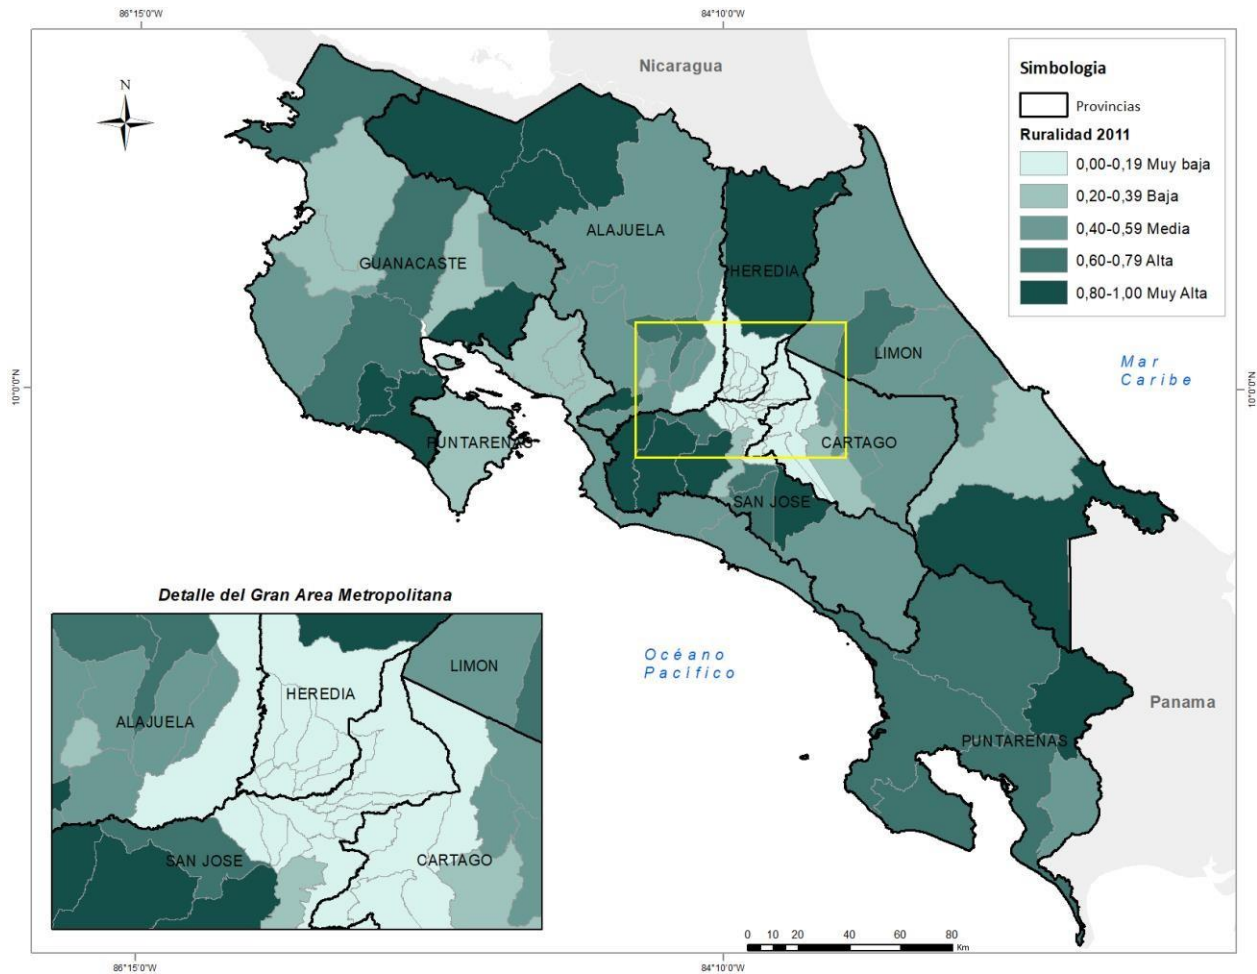 86°15'0"W
84°10'0"W
Nicaragua
N
Simbologia
Provincias
Ruralidad 2011
0,00-0,19 Muy baja
0,20-0,39 Baja
0,40-0,59 Media
0,60-0,79 Alta
0,80-1,00 Muy Alta
ALAJUELA
GUANACASTE
HEREDIA
LIMON
Mar
Caribe
10°0'0"N
10°0'0"N
PUNTARENAS
CARTAGO
SAN JOSE
Detalle del Gran Area Metropolitana
LIMON
HEREDIA
ALAJUELA
SAN JOSE
CARTAGO
Océano
Pacífico
Panama
PUNTARENAS
0 10 20 40 60 80
Km
86°15'0"W
84°10'0"W